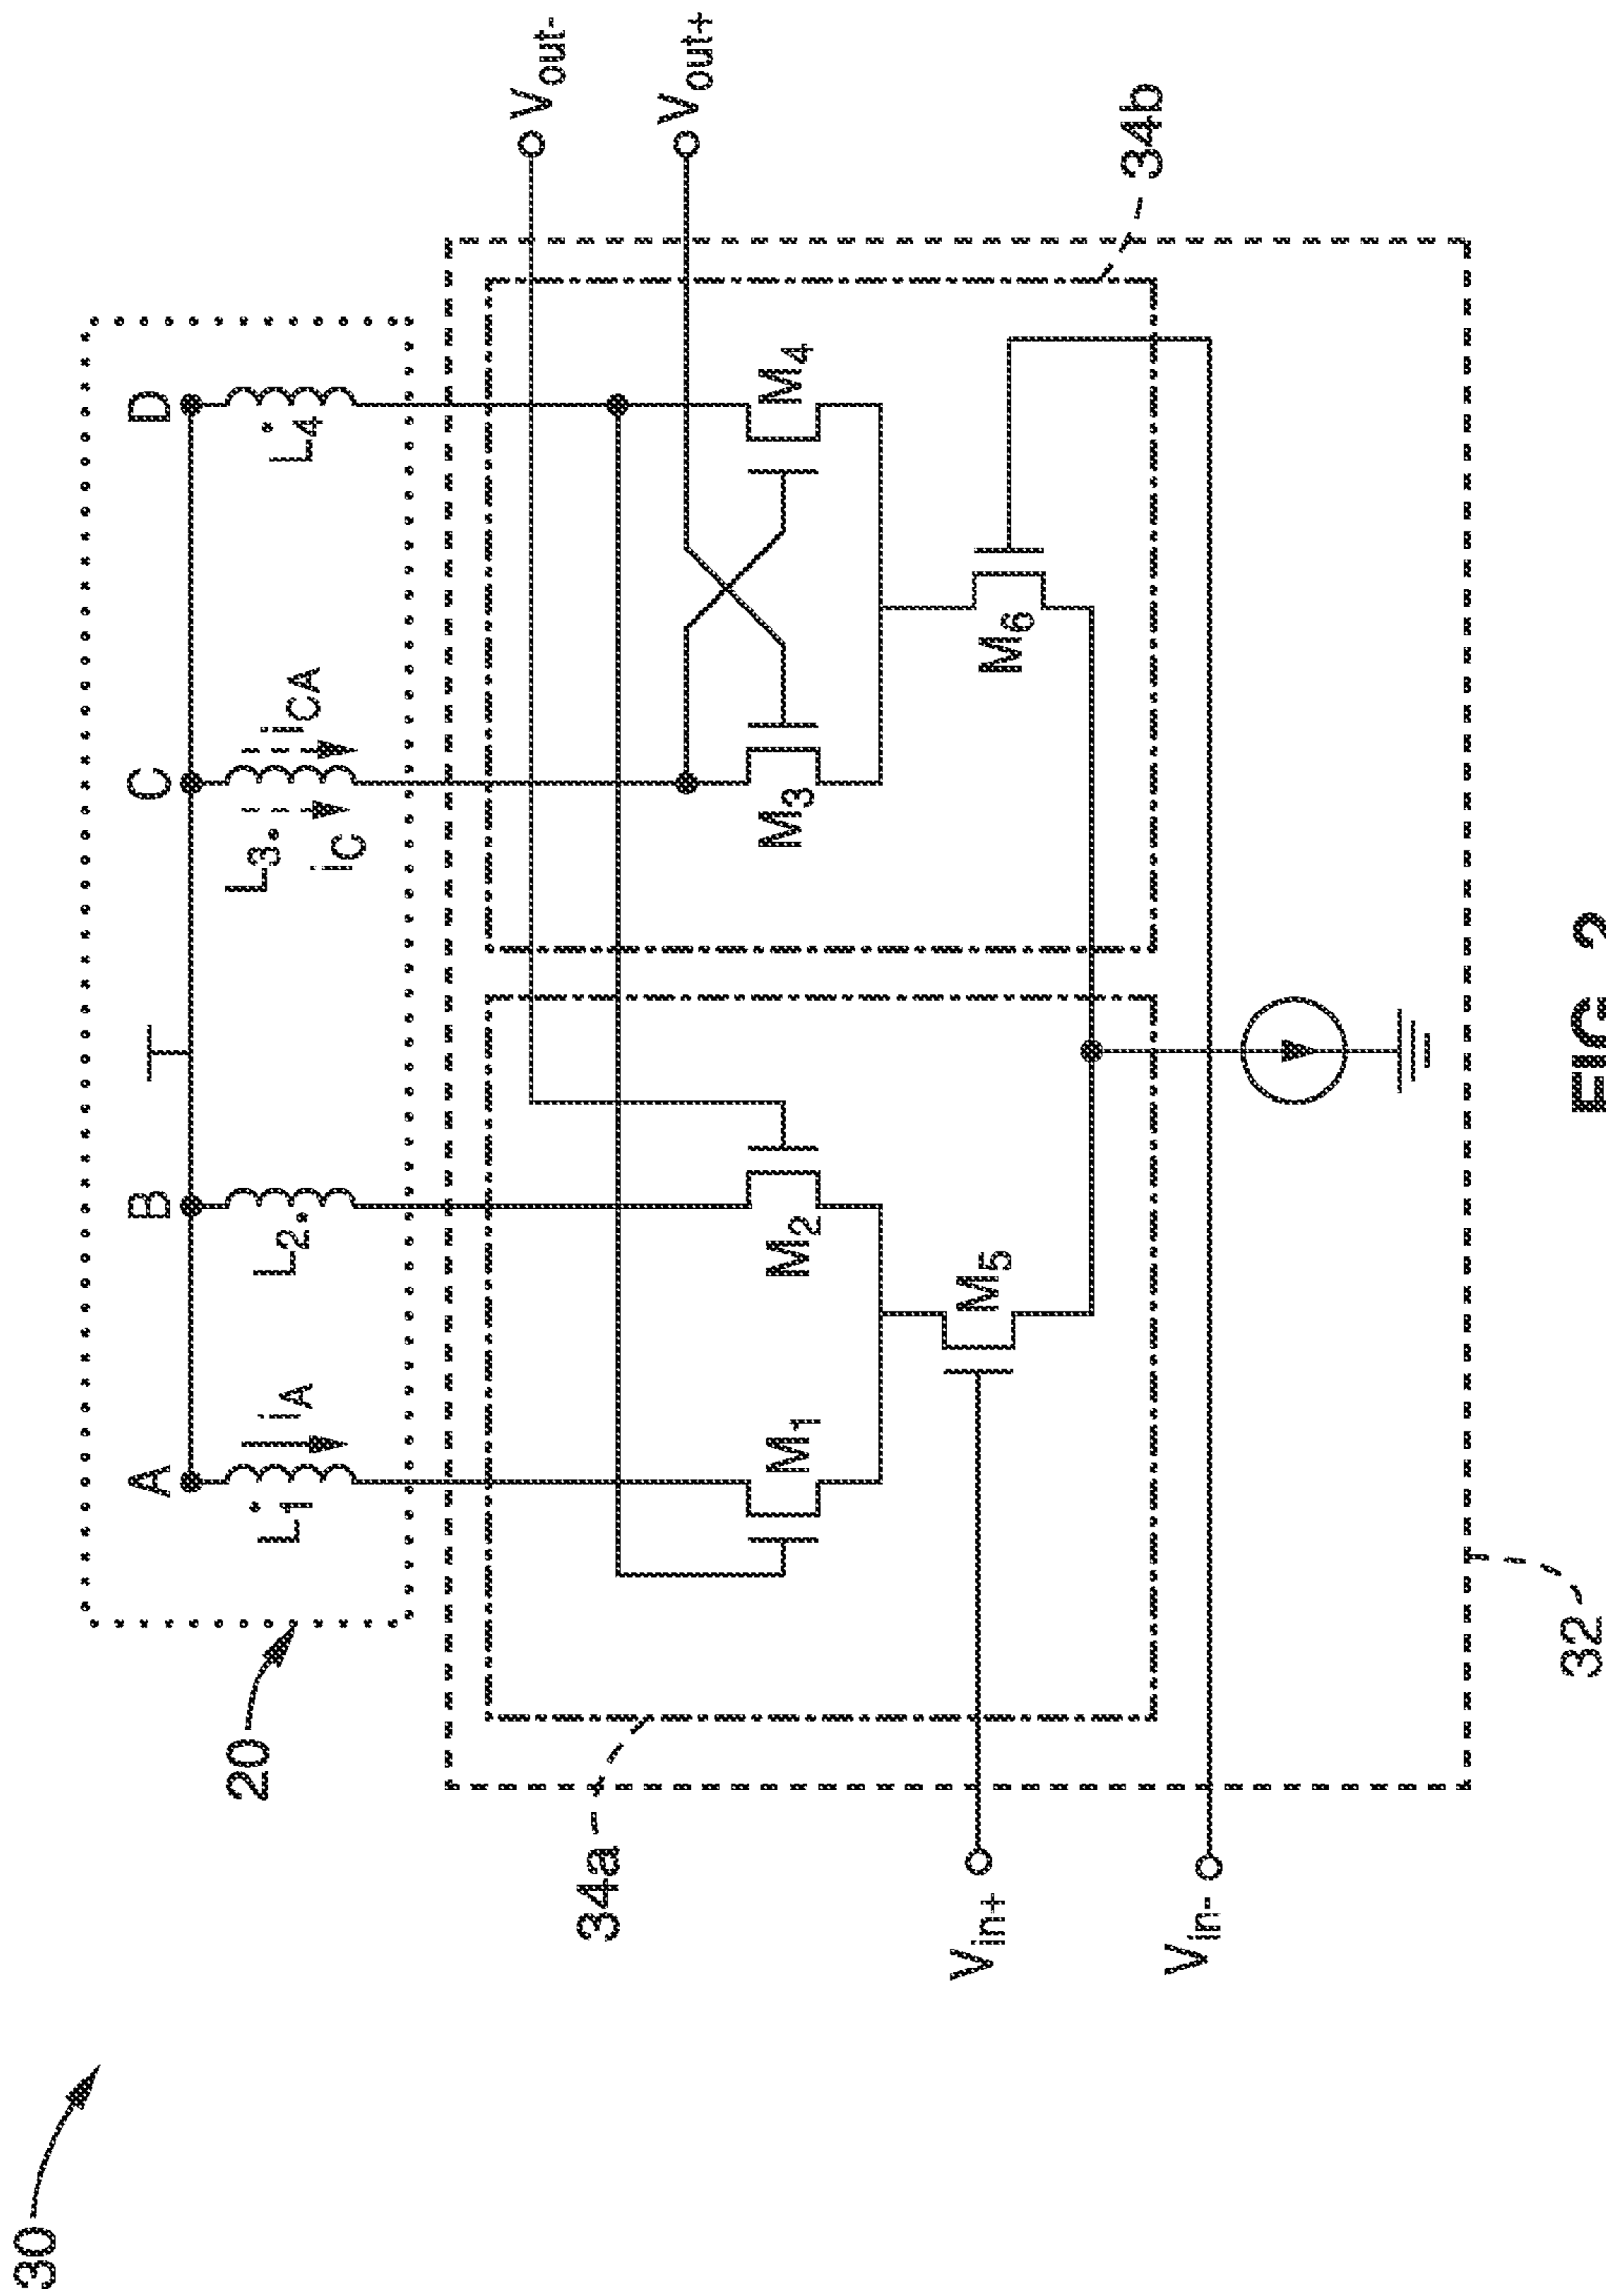 30
20
A
B
C
D
L1
iA
L2
L3
iC
iCA
L4
Vout-
Vout+
34a
34b
M1
M2
M3
M4
M5
M6
Vin+
Vin-
32
FIG. 2